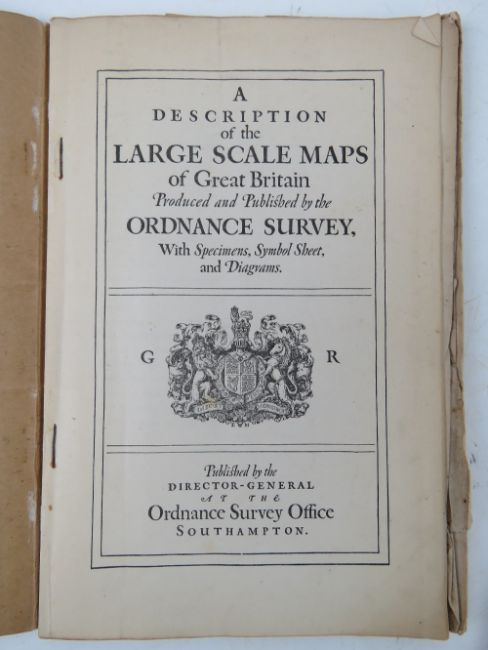 A
DESCRIPTION
of the
LARGE SCALE MAPS
of Great Britain
Produced and Published by the
ORDNANCE SURVEY,
With Specimens, Symbol Sheet,
and Diagrams.
G R
Published by the
DIRECTOR-GENERAL
AT THE
Ordnance Survey Office
SOUTHAMPTON.